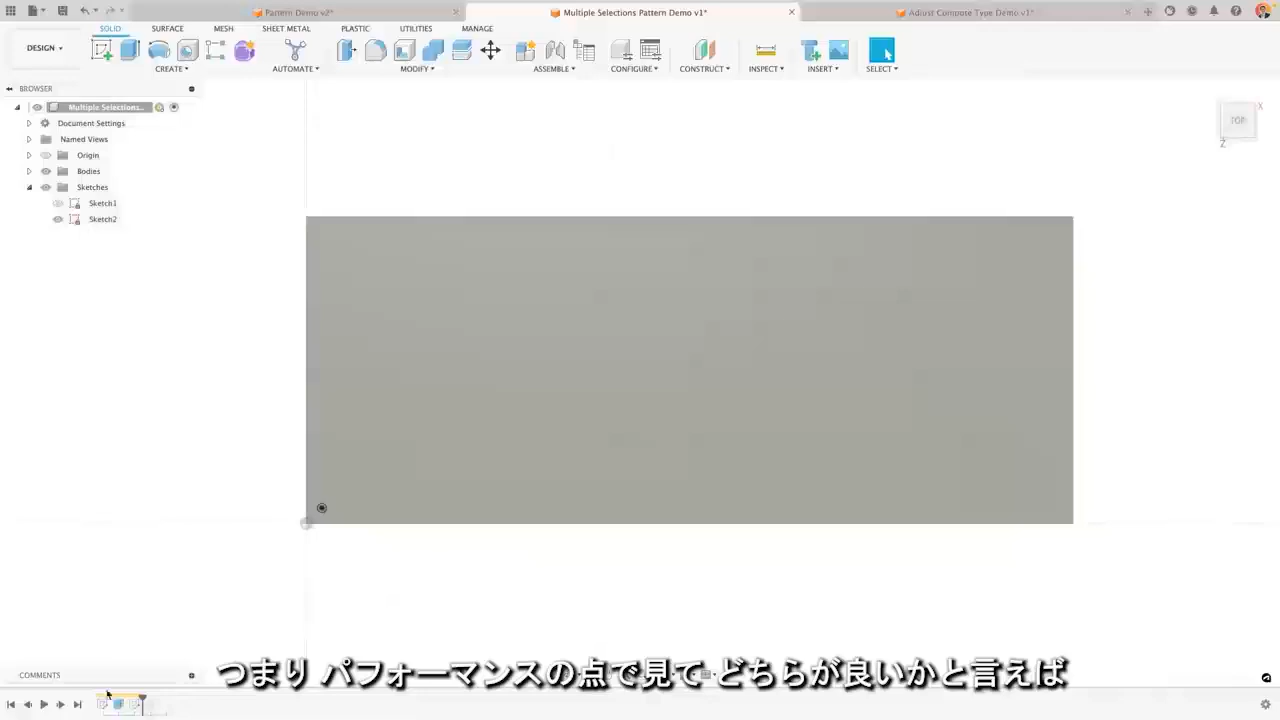 Pattern Demo v2*
Multiple Selections Pattern Demo v1*
Adjust Compote Type Demo v1*
DESIGN
SOLID
SURFACE
MESH
SHEET METAL
PLASTIC
UTILITIES
MANAGE
CREATE
AUTOMATE
MODIFY
ASSEMBLE
CONFIGURE
CONSTRUCT
INSPECT
INSERT
SELECT
BROWSER
Multiple Selections...
Document Settings
Named Views
Origin
Bodies
Sketches
Sketch1
Sketch2
TOP
X
Z
COMMENTS
つまり パフォーマンスの点で見て どちらが良いかと言えば